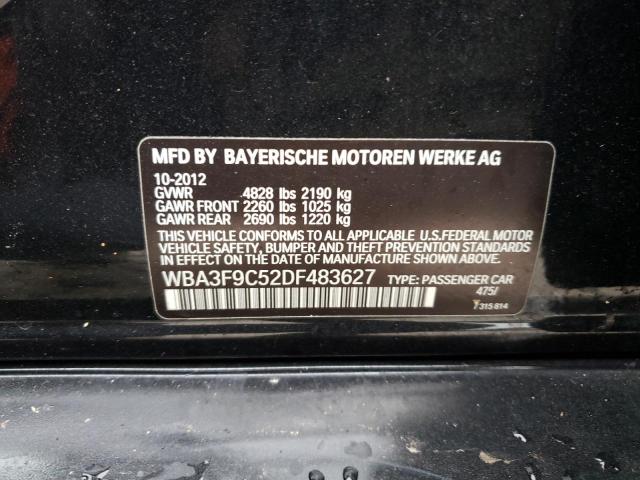 MFD BY BAYERISCHE MOTOREN WERKE AG
10-2012
GVWR 4828 lbs 2190 kg
GAWR FRONT 2260 lbs 1025 kg
GAWR REAR 2690 lbs 1220 kg
THIS VEHICLE CONFORMS TO ALL APPLICABLE U.S.FEDERAL MOTOR
VEHICLE SAFETY, BUMPER AND THEFT PREVENTION STANDARDS
IN EFFECT ON THE DATE OF MANUFACTURE SHOWN ABOVE.
WBA3F9C52DF483627 TYPE: PASSENGER CAR
475/
7 315 814